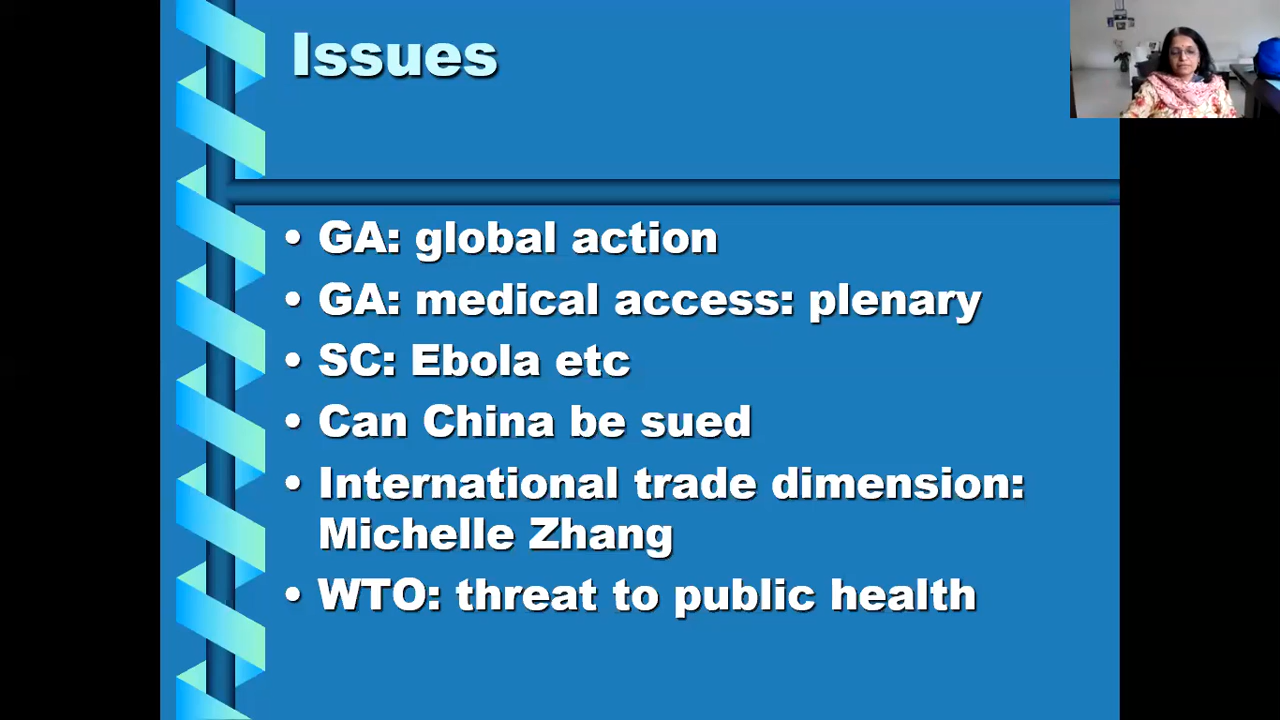 Issues
• GA: global action
• GA: medical access: plenary
• SC: Ebola etc
• Can China be sued
• International trade dimension:
Michelle Zhang
• WTO: threat to public health